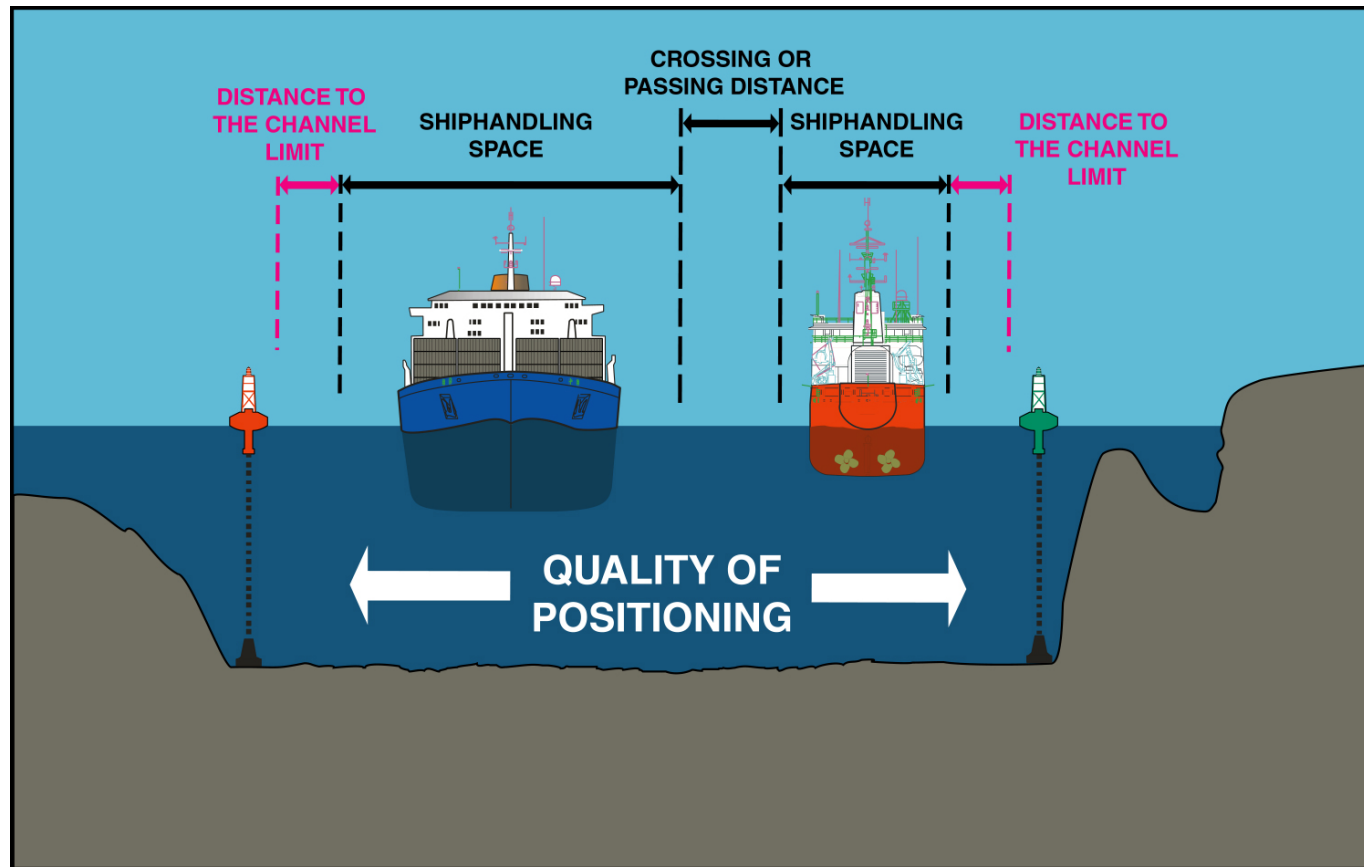 CROSSING OR
PASSING DISTANCE
DISTANCE TO
THE CHANNEL
LIMIT
SHIPHANDLING
SPACE
SHIPHANDLING
SPACE
DISTANCE TO
THE CHANNEL
LIMIT
QUALITY OF
POSITIONING